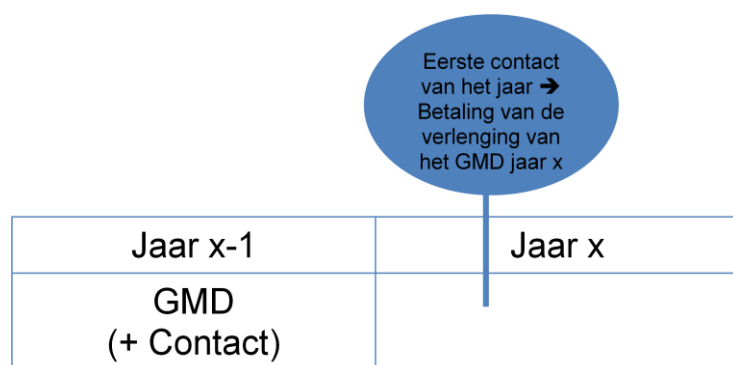 Eerste contact
van het jaar ➔
Betaling van de
verlenging van
het GMD jaar x
Jaar x-1
Jaar x
GMD
(+ Contact)